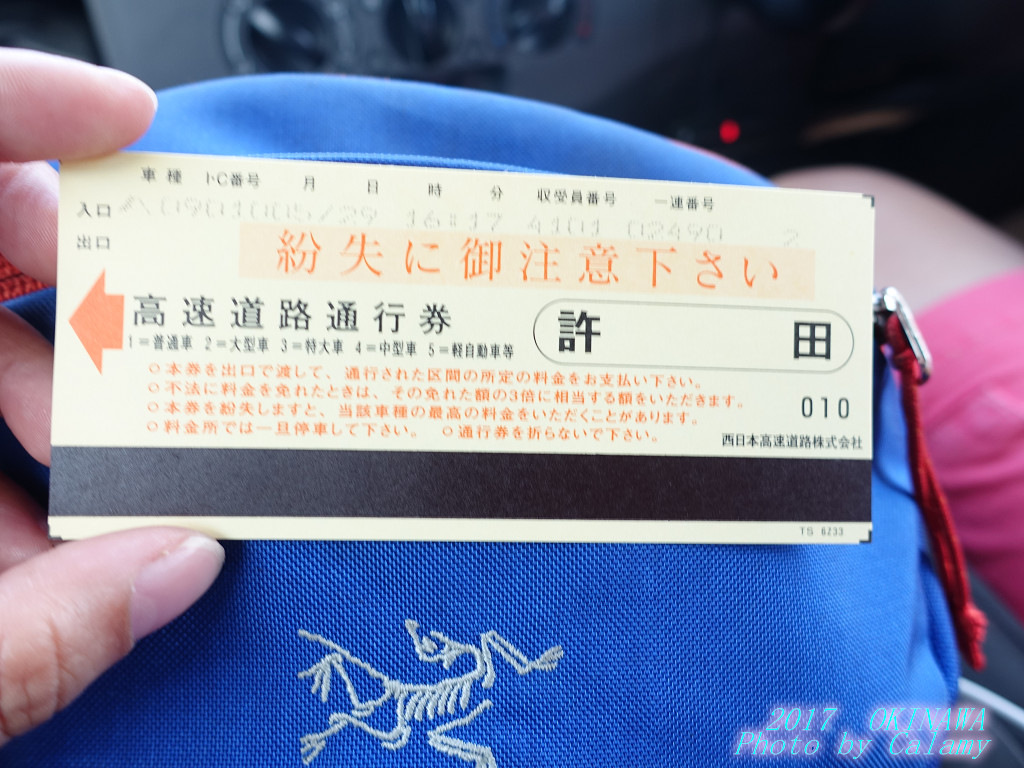 車種 ト-C番号 月 日 時 分 収受員番号 一連番号
入口 0901005/29 16:17 4101 02490 2
出口
紛失に御注意下さい
高速道路通行券
1=普通車 2=大型車 3=特大車 4=中型車 5=軽自動車等
許田
○本券を出口で渡して、通行された区間の所定の料金をお支払い下さい。
○不法に料金を免れたときは、その免れた額の3倍に相当する額をいただきます。
○本券を紛失しますと、当該車種の最高の料金をいただくことがあります。
○料金所では一旦停車して下さい。 ○通行券を折らないで下さい。
010
西日本高速道路株式会社
TS 6233
2017, OKINAWA
Photo by Calamy